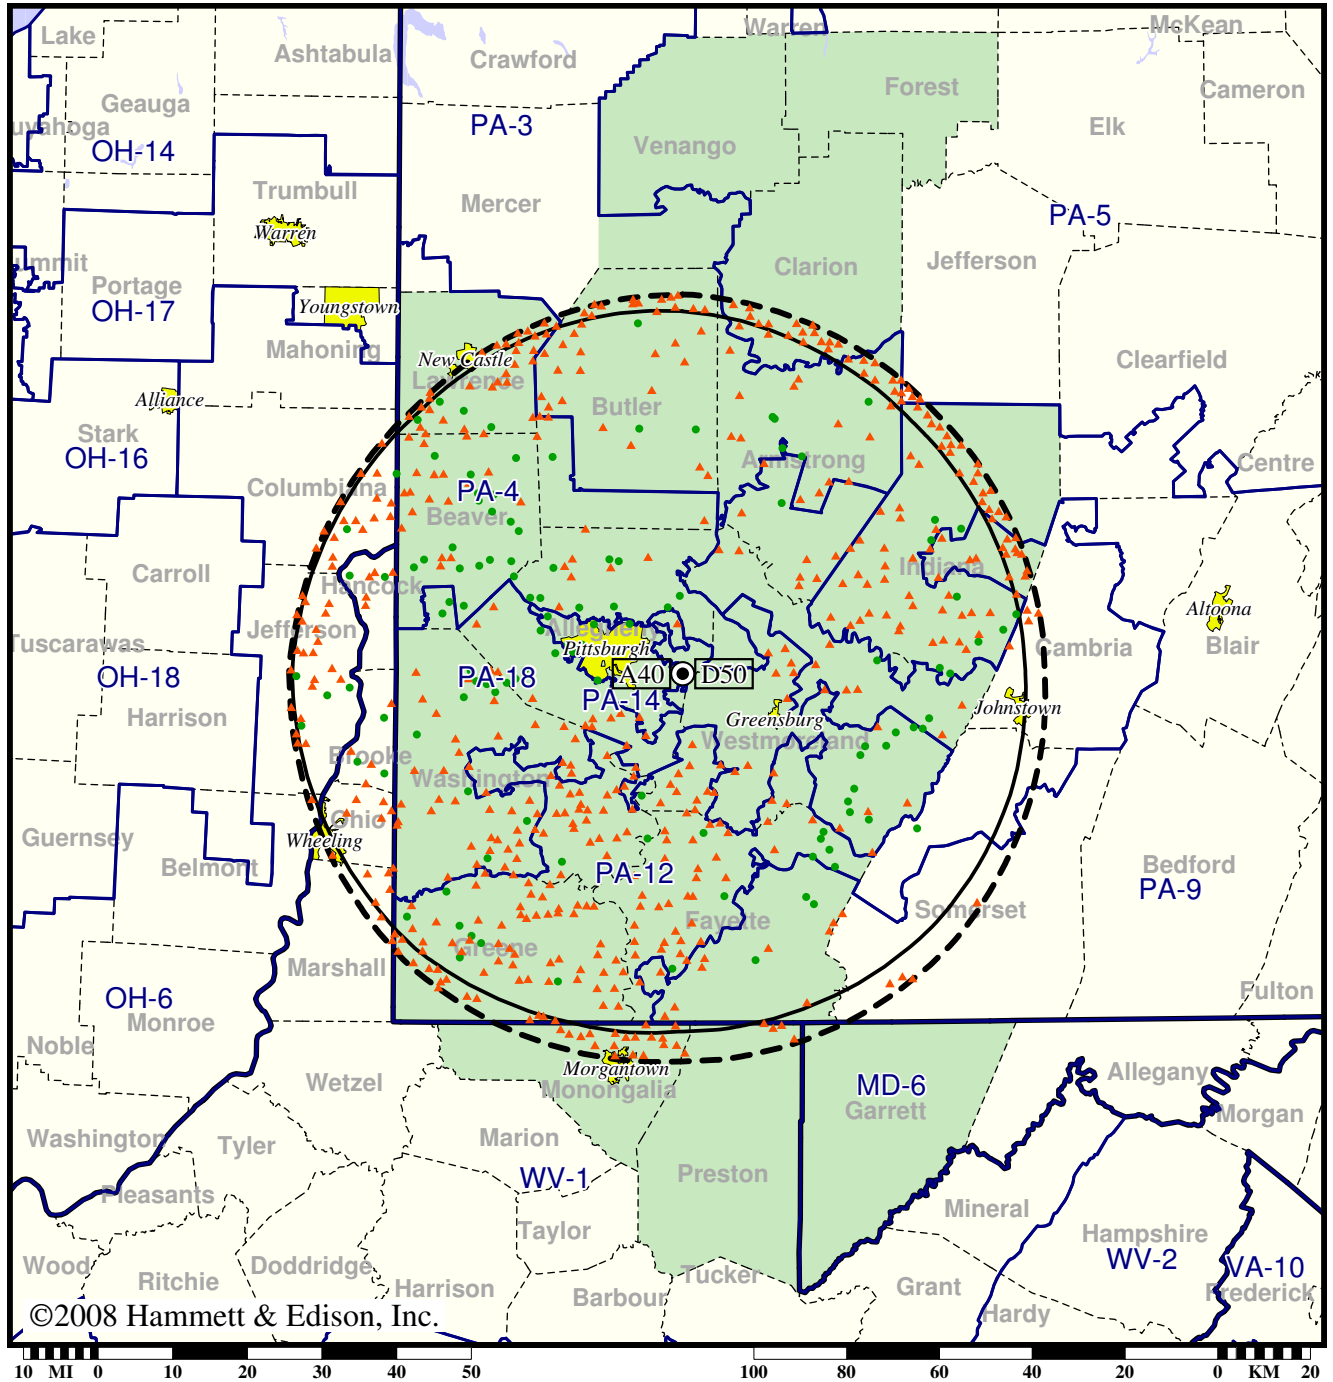 Lake
Ashtabula
Crawford
Warren
McKean
Geauga
Forest
Cameron
uyahoga
OH-14
PA-3
Venango
Elk
Trumbull
Mercer
PA-5
Warren
ummit
Portage
OH-17
Clarion
Jefferson
Youngstown
Mahoning
New Castle
Lawrence
Clearfield
Alliance
Butler
Stark
OH-16
Armstrong
Centre
Columbiana
PA-4
Beaver
Carroll
Hancock
Indiana
Altoona
Tuscarawas
Jefferson
Allegheny
Pittsburgh
Cambria
Blair
OH-18
PA-18
A40
D50
PA-14
Harrison
Greensburg
Johnstown
Westmoreland
Brooke
Washington
Ohio
Guernsey
Wheeling
Belmont
PA-12
Bedford
PA-9
Somerset
Fayette
Greene
Marshall
OH-6
Monroe
Fulton
Noble
Morgantown
Wetzel
Monongalia
MD-6
Garrett
Allegany
Morgan
Washington
Tyler
Marion
WV-1
Preston
Pleasants
Mineral
Taylor
Hampshire
WV-2
Wood
Ritchie
Doddridge
Harrison
Barbour
Tucker
Grant
Hardy
VA-10
Frederick
©2008 Hammett & Edison, Inc.
10 MI 0 10 20 30 40 50 100 80 60 40 20 0 KM 20